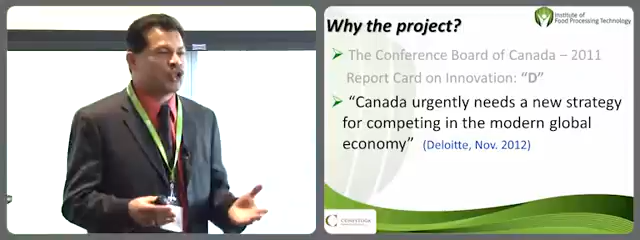 Institute of
Food Processing Technology
Why the project?
The Conference Board of Canada – 2011
Report Card on Innovation: “D”
“Canada urgently needs a new strategy
for competing in the modern global
economy” (Deloitte, Nov. 2012)
CONESTOGA